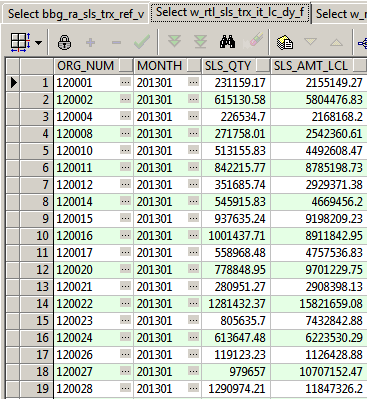 Select bbg_ra_sls_trx_ref_v Select w_rtl_sls_trx_it_lc_dy_f Select w_r
ORG_NUM MONTH SLS_QTY SLS_AMT_LCL
1 120001 ... 201301 ... 231159.17 2155149.27
2 120002 ... 201301 ... 615130.58 5804476.83
3 120004 ... 201301 ... 226534.7 2168168.2
4 120008 ... 201301 ... 271758.01 2542360.61
5 120010 ... 201301 ... 513155.83 4492608.47
6 120011 ... 201301 ... 842215.77 8785198.73
7 120012 ... 201301 ... 351685.74 2929371.38
8 120014 ... 201301 ... 545915.83 4669456.2
9 120015 ... 201301 ... 937635.24 9198209.23
10 120016 ... 201301 ... 1001437.71 8911842.95
11 120017 ... 201301 ... 558968.48 4757536.83
12 120020 ... 201301 ... 778848.95 9701229.75
13 120021 ... 201301 ... 280951.27 2908398.13
14 120022 ... 201301 ... 1281432.37 15821659.08
15 120023 ... 201301 ... 805635.7 7432842.88
16 120024 ... 201301 ... 613647.48 6223530.29
17 120026 ... 201301 ... 119123.23 1126428.88
18 120027 ... 201301 ... 979657 10707152.47
19 120028 ... 201301 ... 1290974.21 11847326.2